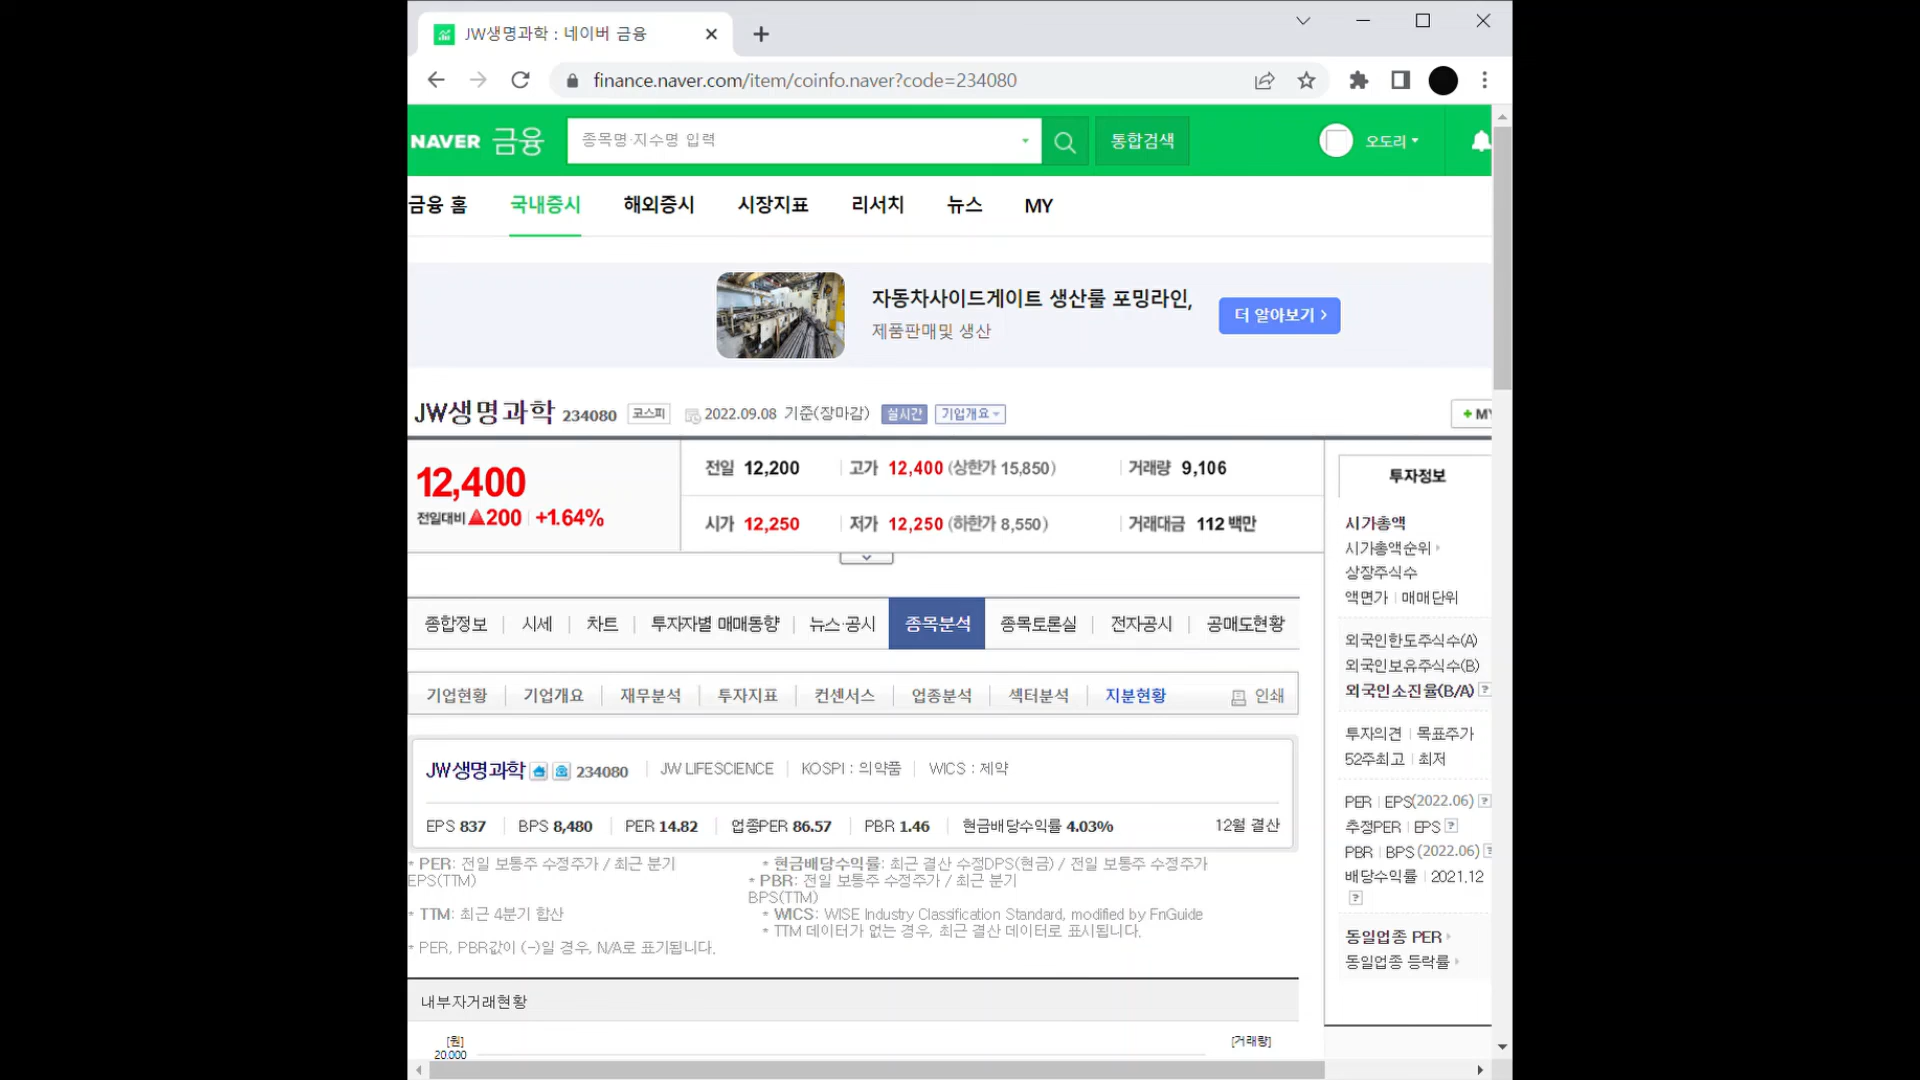 JW생명과학 : 네이버 금융
finance.naver.com/item/coinfo.naver?code=234080
NAVER 금융
종목명·지수명 입력
통합검색
오도리
금융 홈 국내증시 해외증시 시장지표 리서치 뉴스 MY
자동차사이드게이트 생산룰 포밍라인,
제품판매및 생산
더 알아보기
JW생명과학 234080 코스피 2022.09.08 기준(장마감) 실시간 기업개요
+ MY
12,400
전일대비 ▲200 +1.64%
전일 12,200 고가 12,400 (상한가 15,850) 거래량 9,106
시가 12,250 저가 12,250 (하한가 8,550) 거래대금 112 백만
종합정보 시세 차트 투자자별 매매동향 뉴스·공시 종목분석 종목토론실 전자공시 공매도현황
기업현황 기업개요 재무분석 투자지표 컨센서스 업종분석 섹터분석 지분현황 인쇄
JW생명과학 234080 JW LIFESCIENCE KOSPI : 의약품 WICS : 제약
EPS 837 BPS 8,480 PER 14.82 업종PER 86.57 PBR 1.46 현금배당수익률 4.03% 12월 결산
* PER: 전일 보통주 수정주가 / 최근 분기
EPS(TTM)
* TTM: 최근 4분기 합산
* PER, PBR값이 (-)일 경우, N/A로 표기됩니다.
* 현금배당수익률: 최근 결산 수정DPS(현금) / 전일 보통주 수정주가
* PBR: 전일 보통주 수정주가 / 최근 분기
BPS(TTM)
* WICS: WISE Industry Classification Standard, modified by FnGuide
* TTM 데이터가 없는 경우, 최근 결산 데이터로 표시됩니다.
내부자거래현황
[원] [거래량]
20,000
투자정보
시가총액
시가총액순위
상장주식수
액면가 매매단위
외국인한도주식수(A)
외국인보유주식수(B)
외국인소진율(B/A) ?
투자의견 목표주가
52주최고 최저
PER EPS(2022.06) ?
추정PER EPS ?
PBR BPS(2022.06) ?
배당수익률 2021.12
?
동일업종 PER
동일업종 등락률